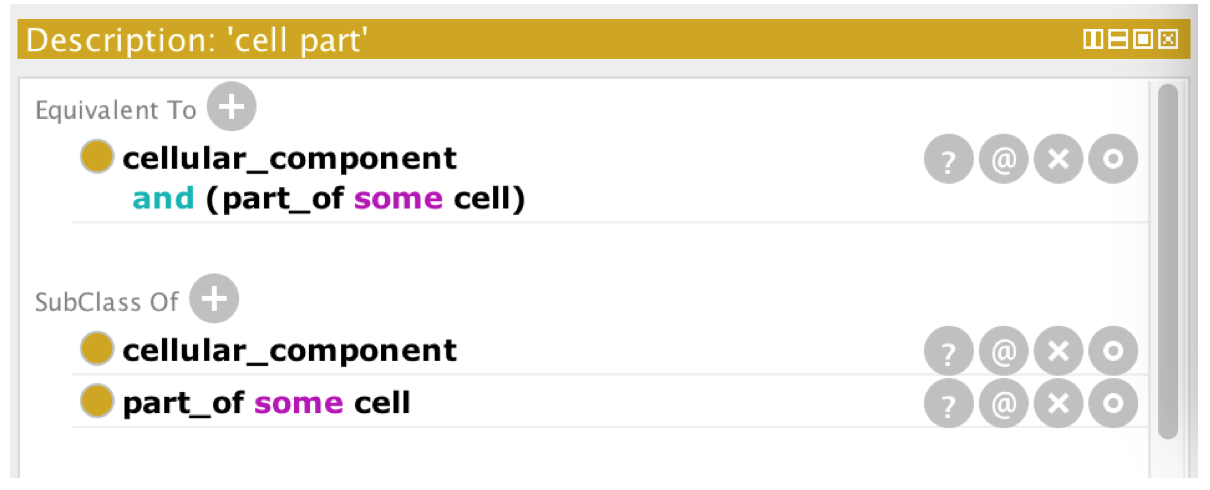 Description: 'cell part'
Equivalent To
cellular_component
and (part_of some cell)
SubClass Of
cellular_component
part_of some cell